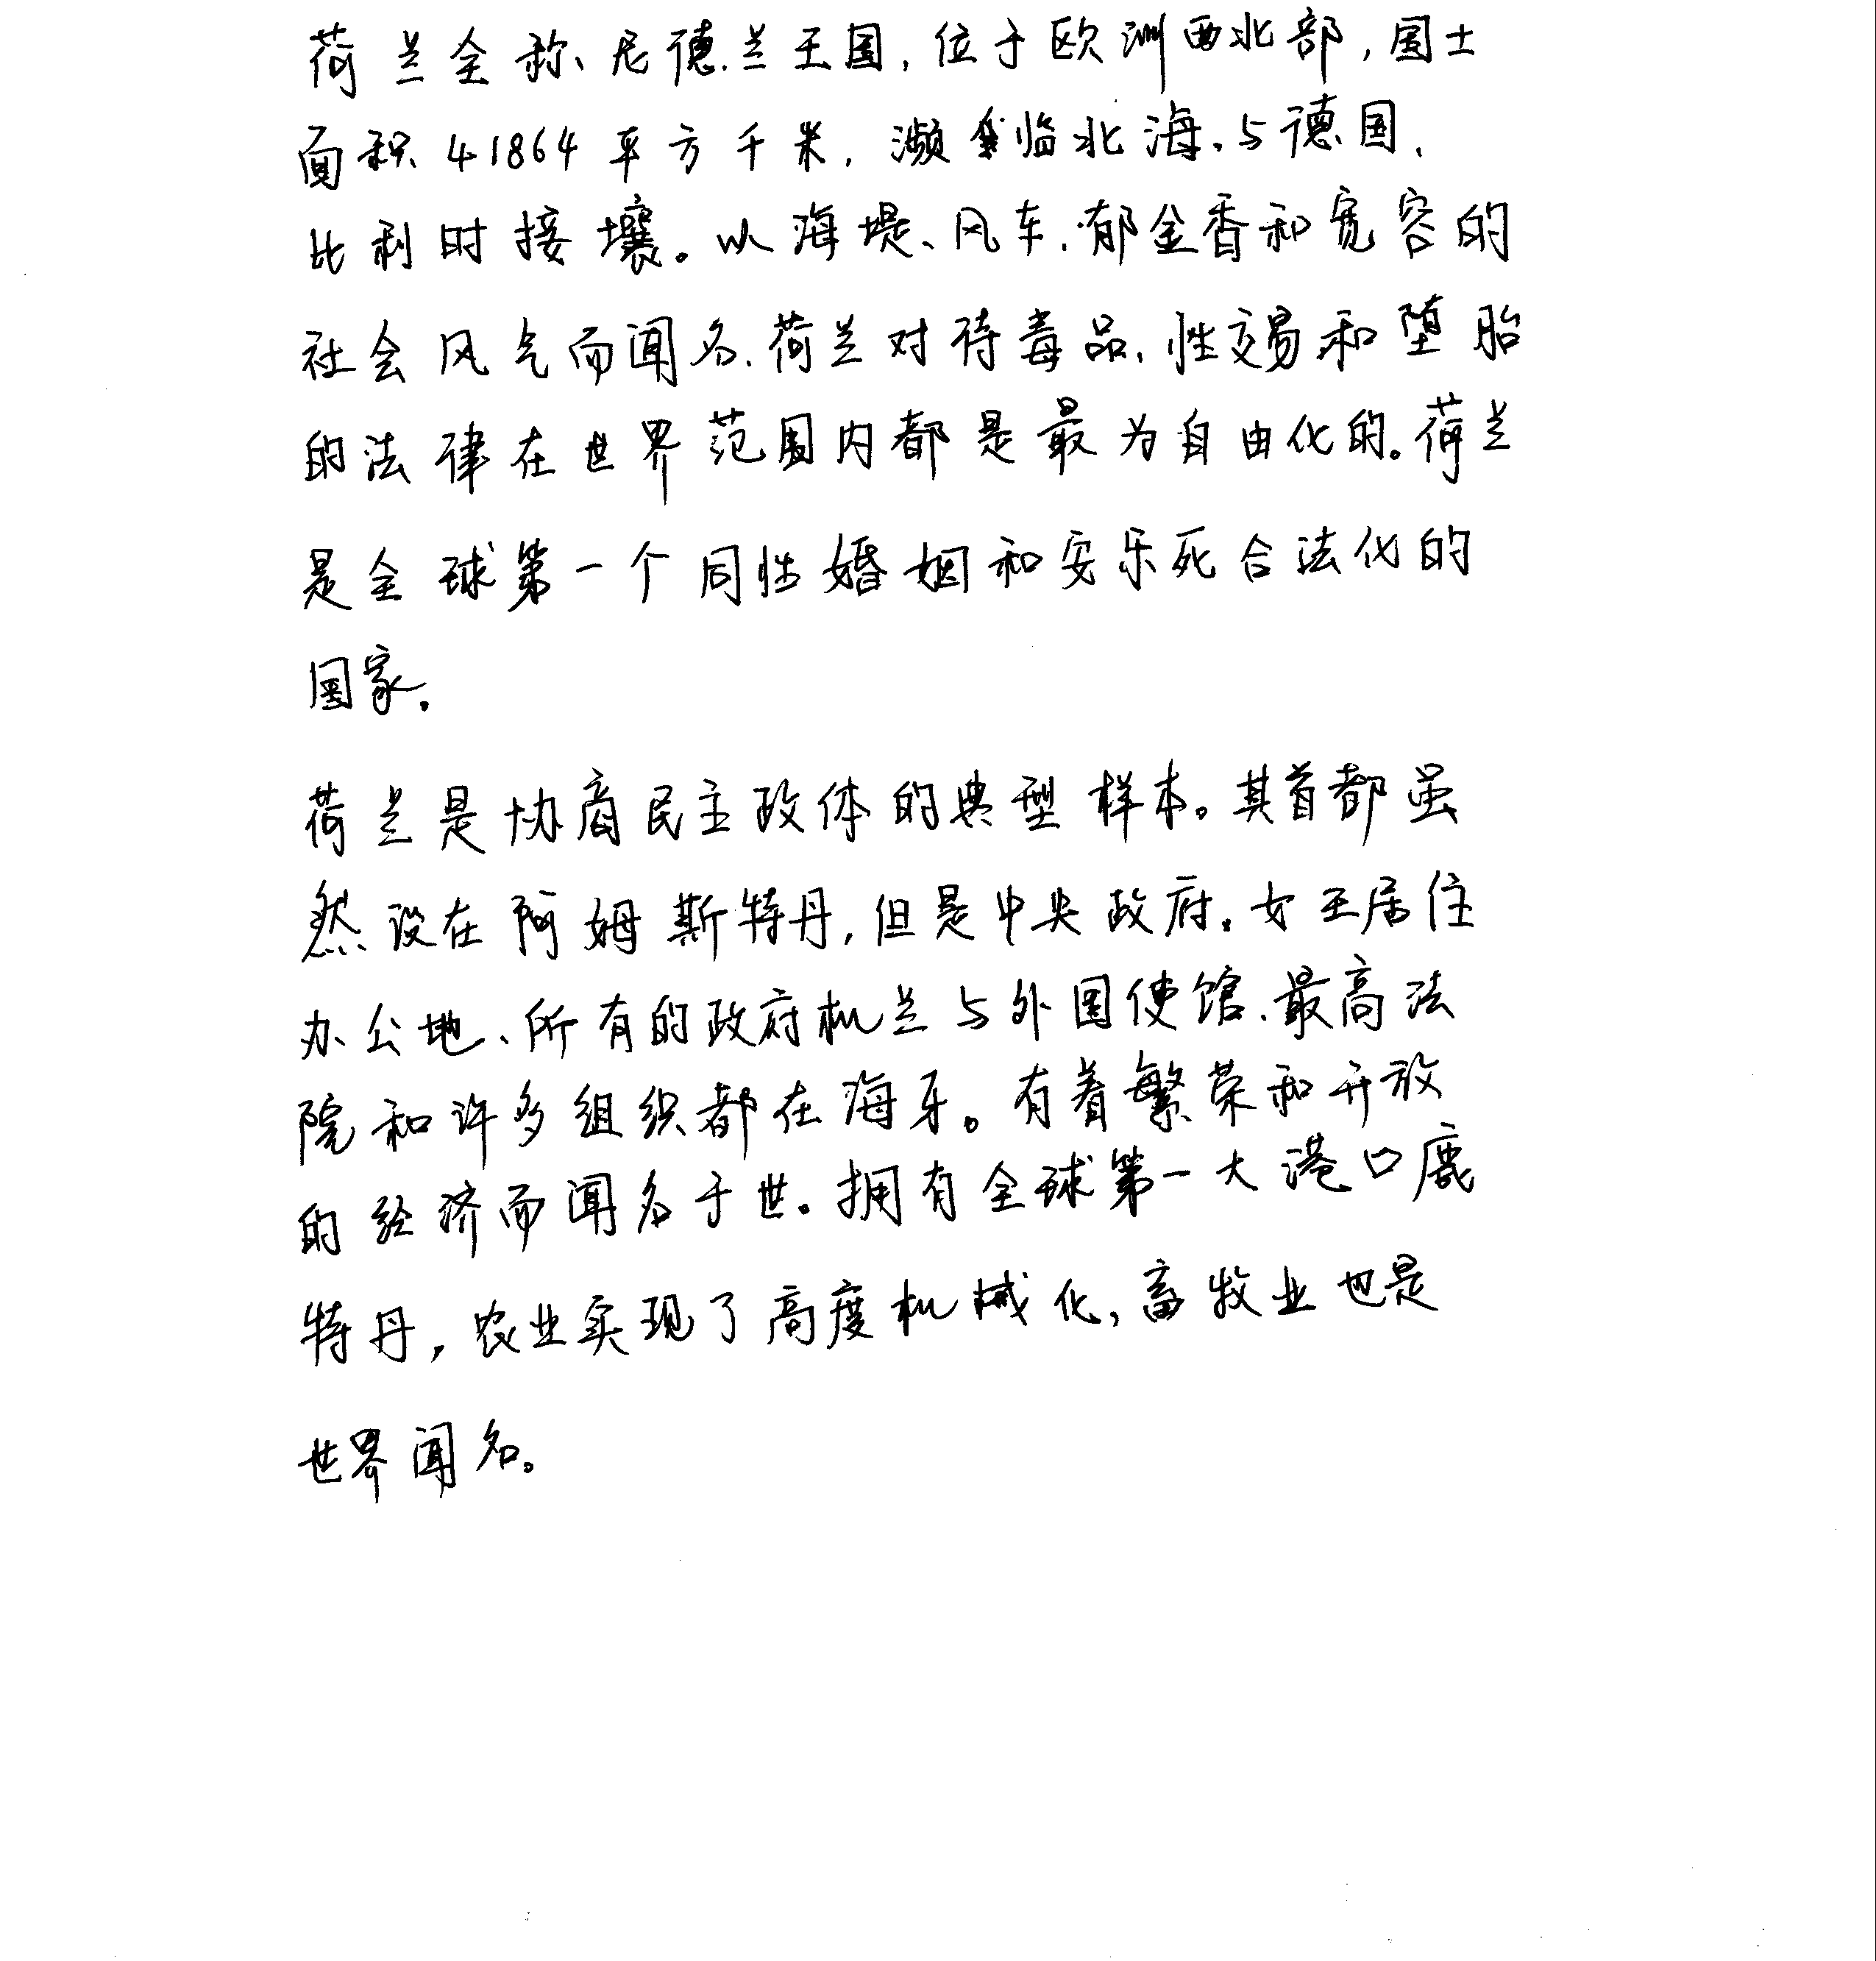 荷兰全称尼德兰王国，位于欧洲西北部，国土
面积41864平方千米，濒临北海，与德国、
比利时接壤。以海堤、风车、郁金香和宽容的
社会风气而闻名，荷兰对待毒品、性交易和堕胎
的法律在世界范围内都是最为自由化的。荷兰
是全球第一个同性婚姻和安乐死合法化的
国家。
荷兰是协商民主政体的典型样本。其首都虽
然设在阿姆斯特丹，但是中央政府、女王居住
办公地、所有的政府机兰与外国使馆、最高法
院和许多组织都在海牙。有着繁荣和开放
的经济而闻名于世。拥有全球第一大港口鹿
特丹，农业实现了高度机械化，畜牧业也是
世界闻名。